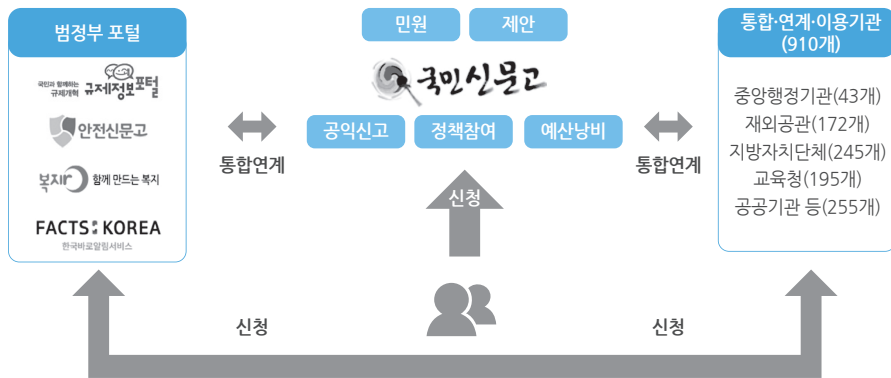 범정부 포털
국민과 함께하는
규제개혁 규제정보포털
안전신문고
복지로 함께 만드는 복지
FACTS KOREA
한국바로알림서비스
통합연계
민원
제안
국민신문고
공익신고
정책참여
예산낭비
신청
통합연계
통합·연계·이용기관
(910개)
중앙행정기관(43개)
재외공관(172개)
지방자치단체(245개)
교육청(195개)
공공기관 등(255개)
신청
신청